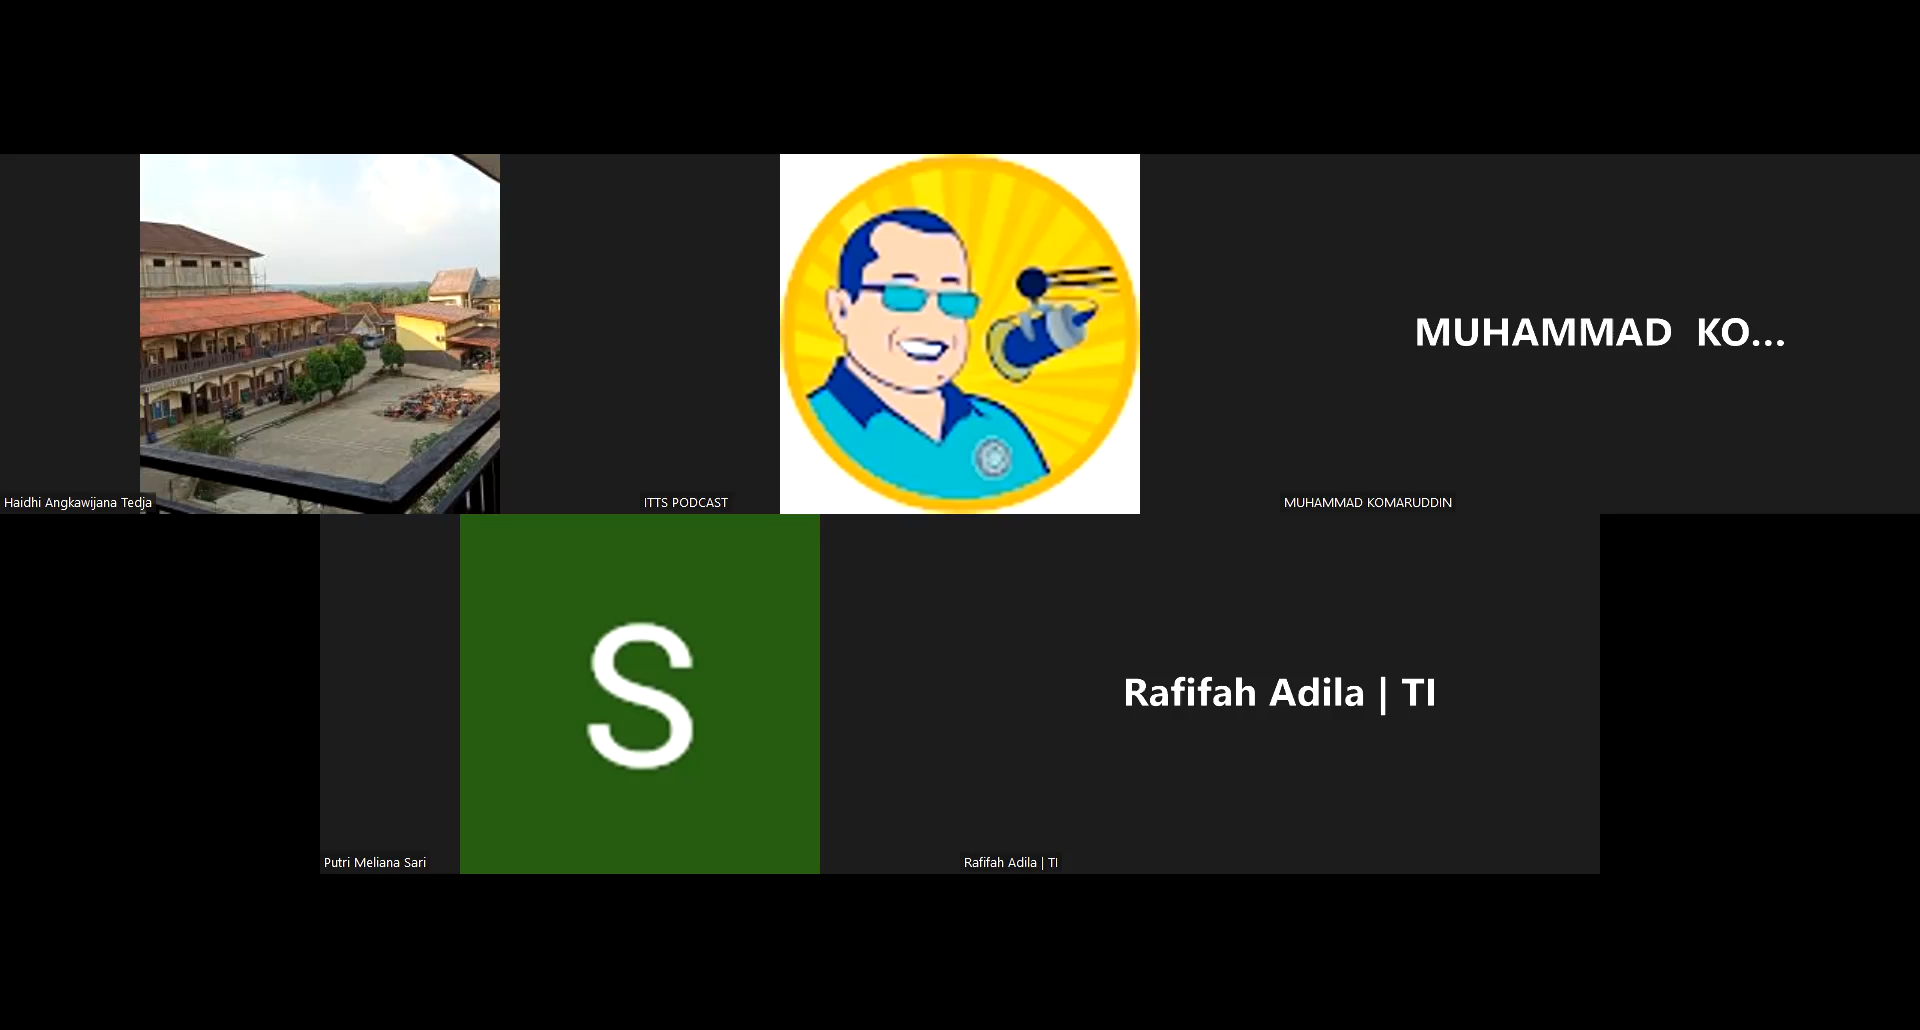 MUHAMMAD  KO...
Haidhi Angkawijana Tedja
ITTS PODCAST
MUHAMMAD KOMARUDDIN
S
Rafifah Adila | TI
Putri Meliana Sari
Rafifah Adila | TI